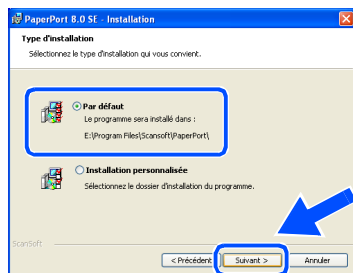 PaperPort 8.0 SE - Installation
Type d'installation
Sélectionnez le type d'installation qui vous convient.
Par défaut
Le programme sera installé dans :
E:\Program Files\Scansoft\PaperPort\
Installation personnalisée
Sélectionnez le dossier d'installation du programme.
ScanSoft
< Précédent
Suivant >
Annuler